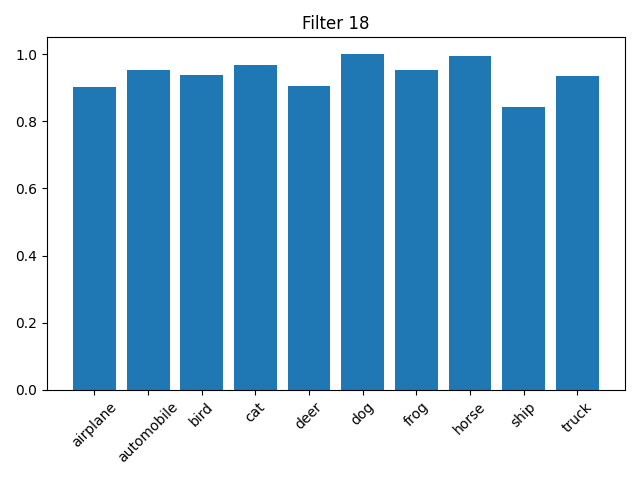 Filter 18
1.0
0.8
0.6
0.4
0.2
0.0
airplane
automobile
bird
cat
deer
dog
frog
horse
ship
truck